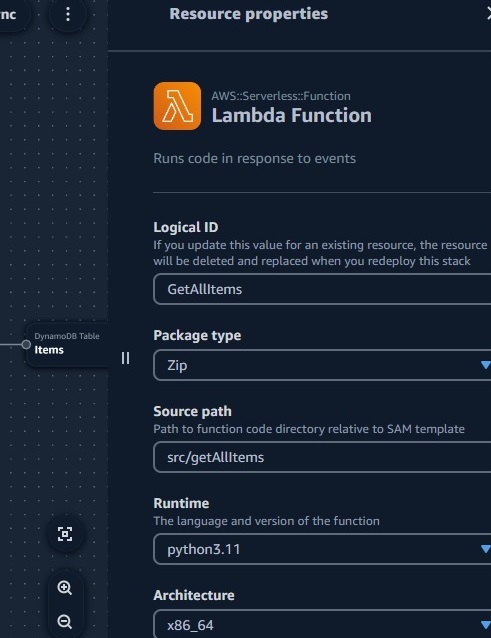 nc
Resource properties
AWS::Serverless::Function
Lambda Function
Runs code in response to events
Logical ID
If you update this value for an existing resource, the resource
will be deleted and replaced when you redeploy this stack
GetAllItems
DynamoDB Table
Items
Package type
Zip
Source path
Path to function code directory relative to SAM template
src/getAllItems
Runtime
The language and version of the function
python3.11
Architecture
x86_64